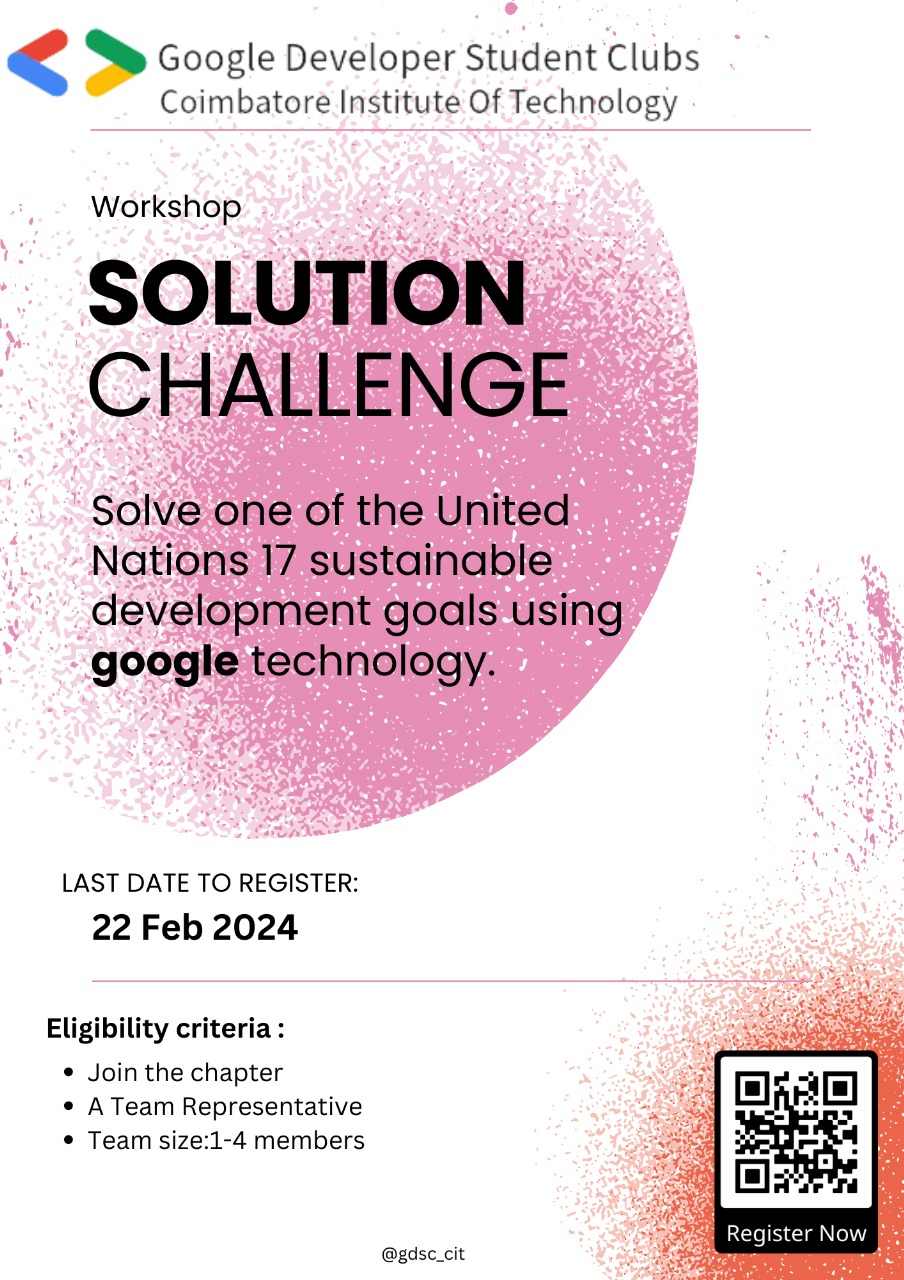 Google Developer Student Clubs
Coimbatore Institute Of Technology
Workshop
SOLUTION
CHALLENGE
Solve one of the United
Nations 17 sustainable
development goals using
google technology.
LAST DATE TO REGISTER:
22 Feb 2024
Eligibility criteria :
• Join the chapter
• A Team Representative
• Team size:1-4 members
Register Now
@gdsc_cit